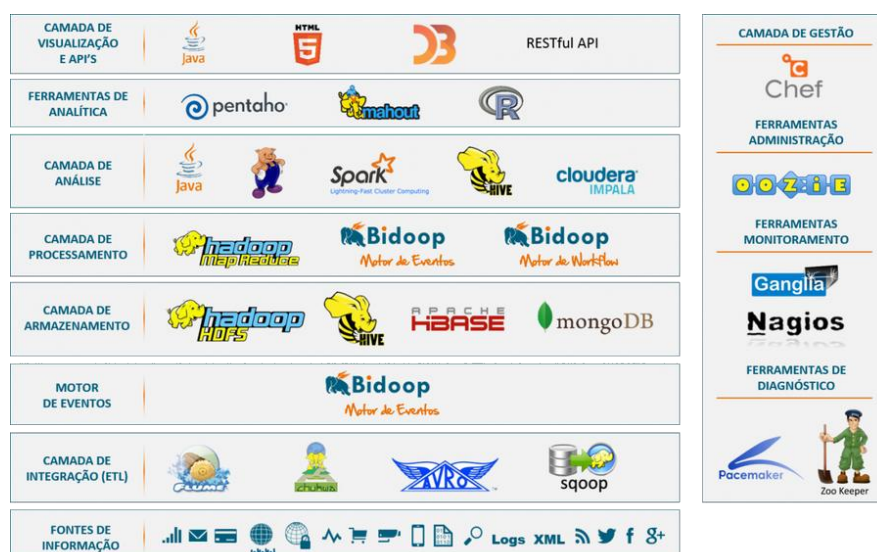 CAMADA DE
VISUALIZAÇÃO
E API'S
Java
HTML
5
D3
RESTful API
FERRAMENTAS DE
ANALÍTICA
pentaho
mahout
R
CAMADA DE
ANÁLISE
Java
Spark
Lightning-Fast Cluster Computing
HIVE
cloudera
IMPALA
CAMADA DE
PROCESSAMENTO
hadoop
Map Reduce
Bidoop
Motor de Eventos
Bidoop
Motor de Workflow
CAMADA DE
ARMAZENAMENTO
hadoop
HDFS
HIVE
APACHE
HBASE
mongoDB
MOTOR
DE EVENTOS
Bidoop
Motor de Eventos
CAMADA DE
INTEGRAÇÃO (ETL)
FLUME
chukwa
AVRO
sqoop
FONTES DE
INFORMAÇÃO
Logs XML f g+
CAMADA DE GESTÃO
Chef
FERRAMENTAS
ADMINISTRAÇÃO
OOZiE
FERRAMENTAS
MONITORAMENTO
Ganglia
Nagios
FERRAMENTAS DE
DIAGNÓSTICO
Pacemaker
Zoo Keeper